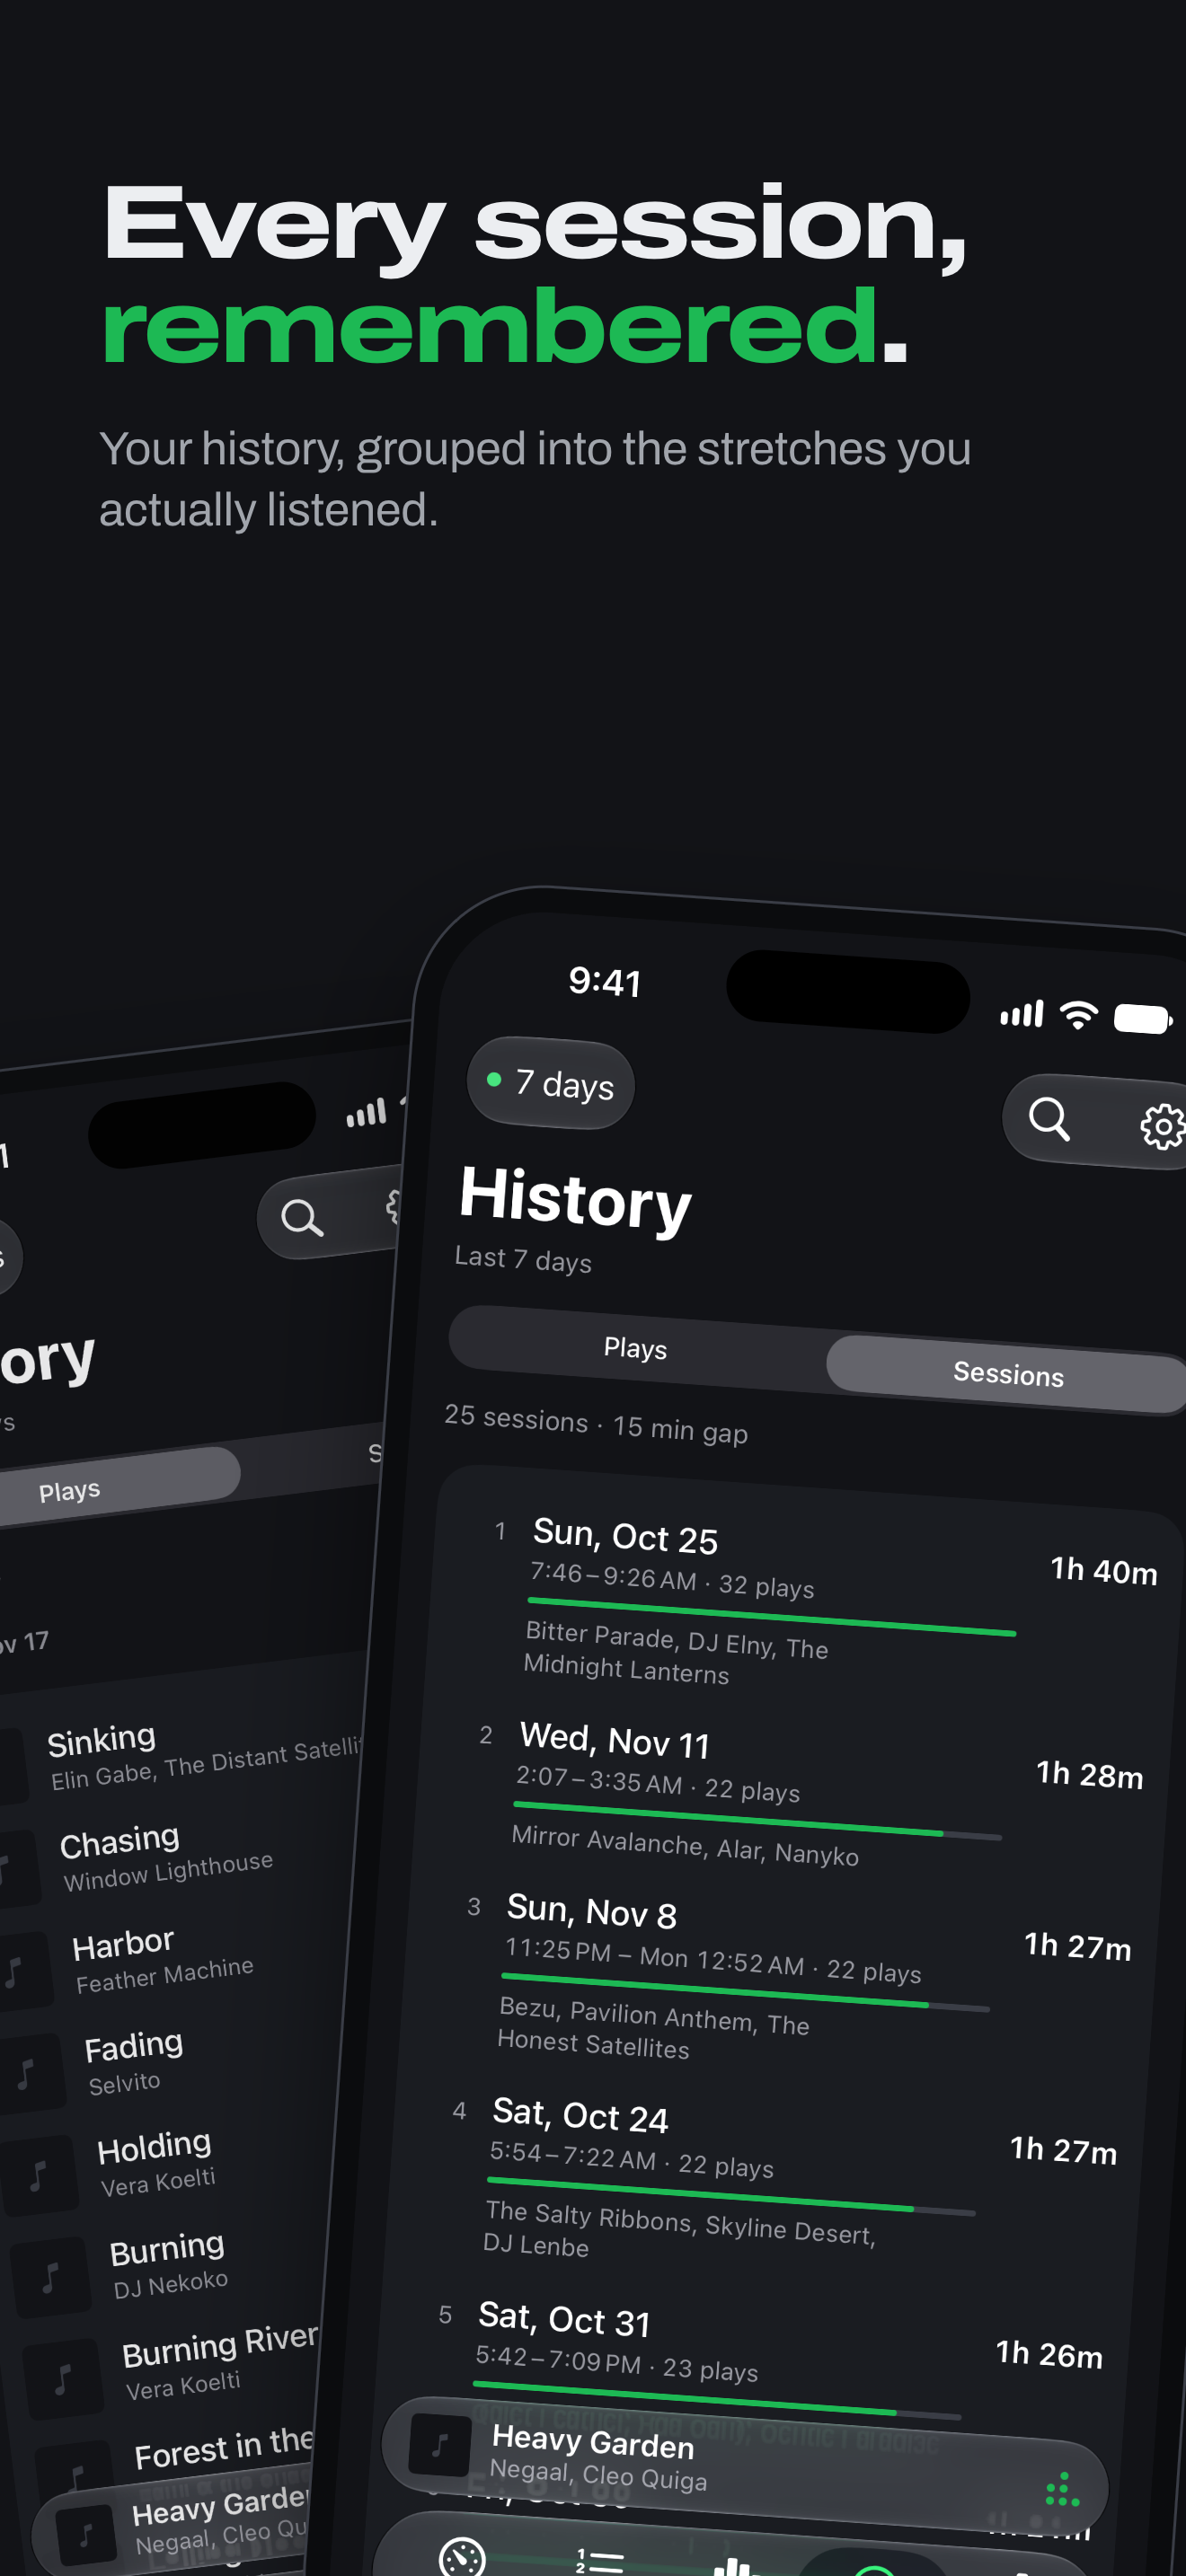 Every session,
remembered.
Your history, grouped into the stretches you
actually listened.
9:41
7 days
History
Last 7 days
Plays
Sessions
25 sessions · 15 min gap
1
Sun, Oct 25
1h 40m
7:46–9:26 AM · 32 plays
Bitter Parade, DJ Elny, The
Midnight Lanterns
2
Wed, Nov 11
1h 28m
2:07–3:35 AM · 22 plays
Mirror Avalanche, Alar, Nanyko
3
Sun, Nov 8
1h 27m
11:25 PM – Mon 12:52 AM · 22 plays
Bezu, Pavilion Anthem, The
Honest Satellites
4
Sat, Oct 24
1h 27m
5:54–7:22 AM · 22 plays
The Salty Ribbons, Skyline Desert,
DJ Lenbe
5
Sat, Oct 31
1h 26m
5:42–7:09 PM · 23 plays
Heavy Garden
Negaal, Cleo Quiga
Plays
17
Sinking
Elin Gabe, The Distant
Chasing
Window Lighthouse
Harbor
Feather Machine
Fading
Selvito
Holding
Vera Koelti
Burning
DJ Nekoko
Burning River
Vera Koelti
Forest in the
Heavy
Negaal, Cleo